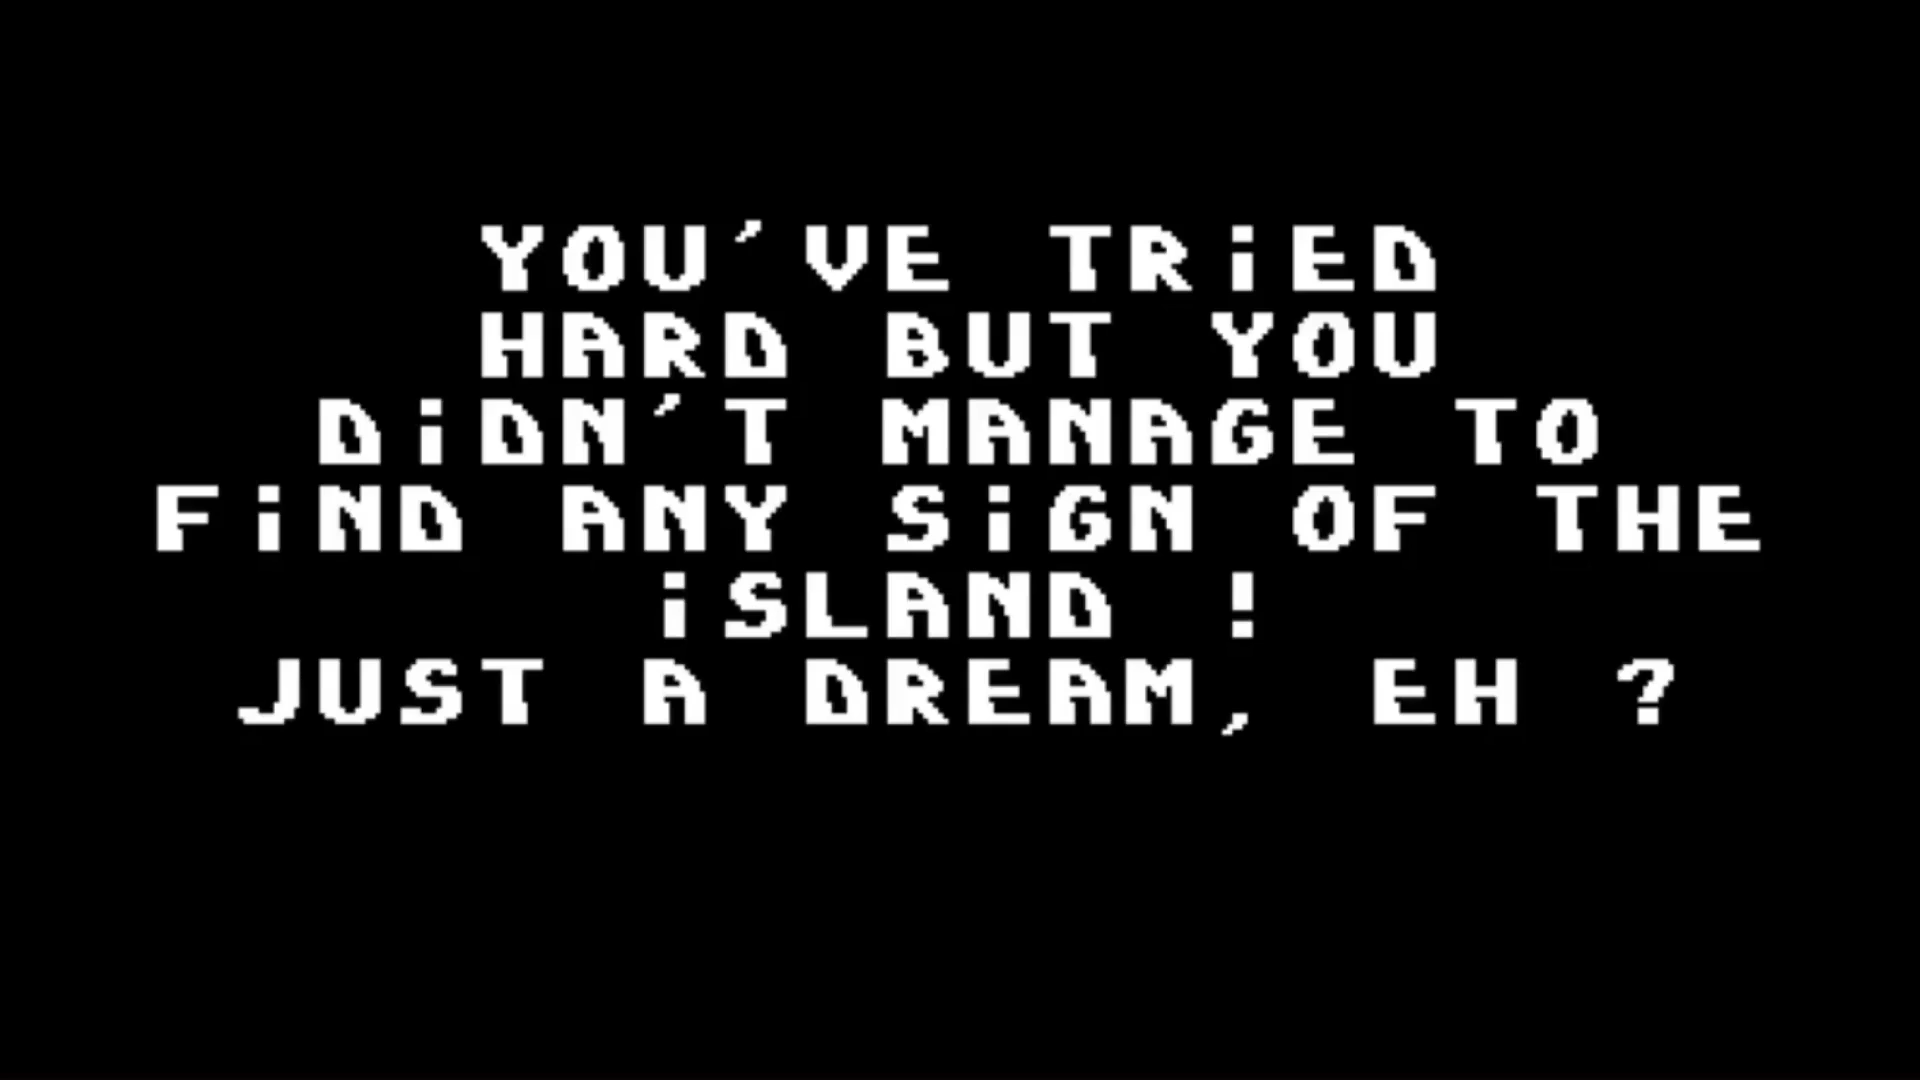 YOU'VE TRiED
HARD BUT YOU
DiDN'T MANAGE TO
FiND ANY SiGN OF THE
iSLAND !
JUST A DREAM, EH ?